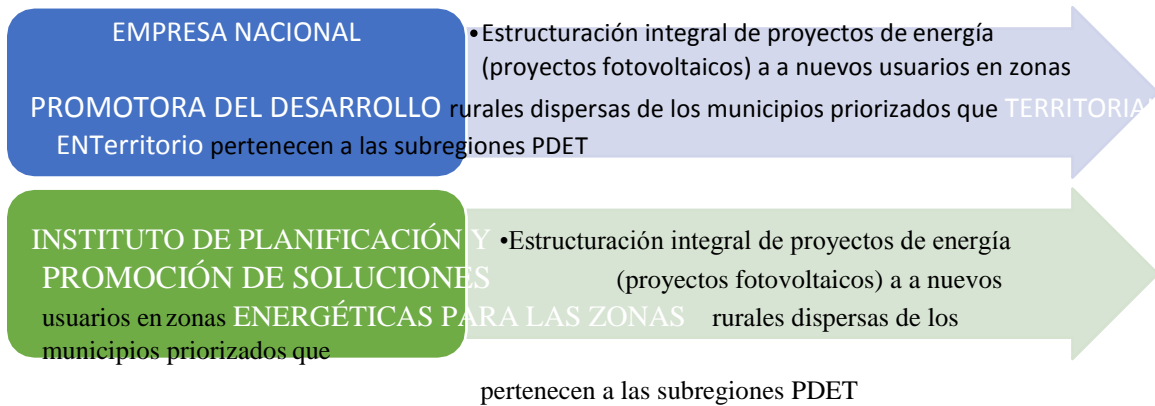 EMPRESA NACIONAL •Estructuración integral de proyectos de energía
(proyectos fotovoltaicos) a a nuevos usuarios en zonas
PROMOTORA DEL DESARROLLO rurales dispersas de los municipios priorizados que TERRITORIAL
ENTerritorio pertenecen a las subregiones PDET
INSTITUTO DE PLANIFICACIÓN Y •Estructuración integral de proyectos de energía
PROMOCIÓN DE SOLUCIONES (proyectos fotovoltaicos) a a nuevos
usuarios en zonas ENERGÉTICAS PARA LAS ZONAS rurales dispersas de los
municipios priorizados que
pertenecen a las subregiones PDET